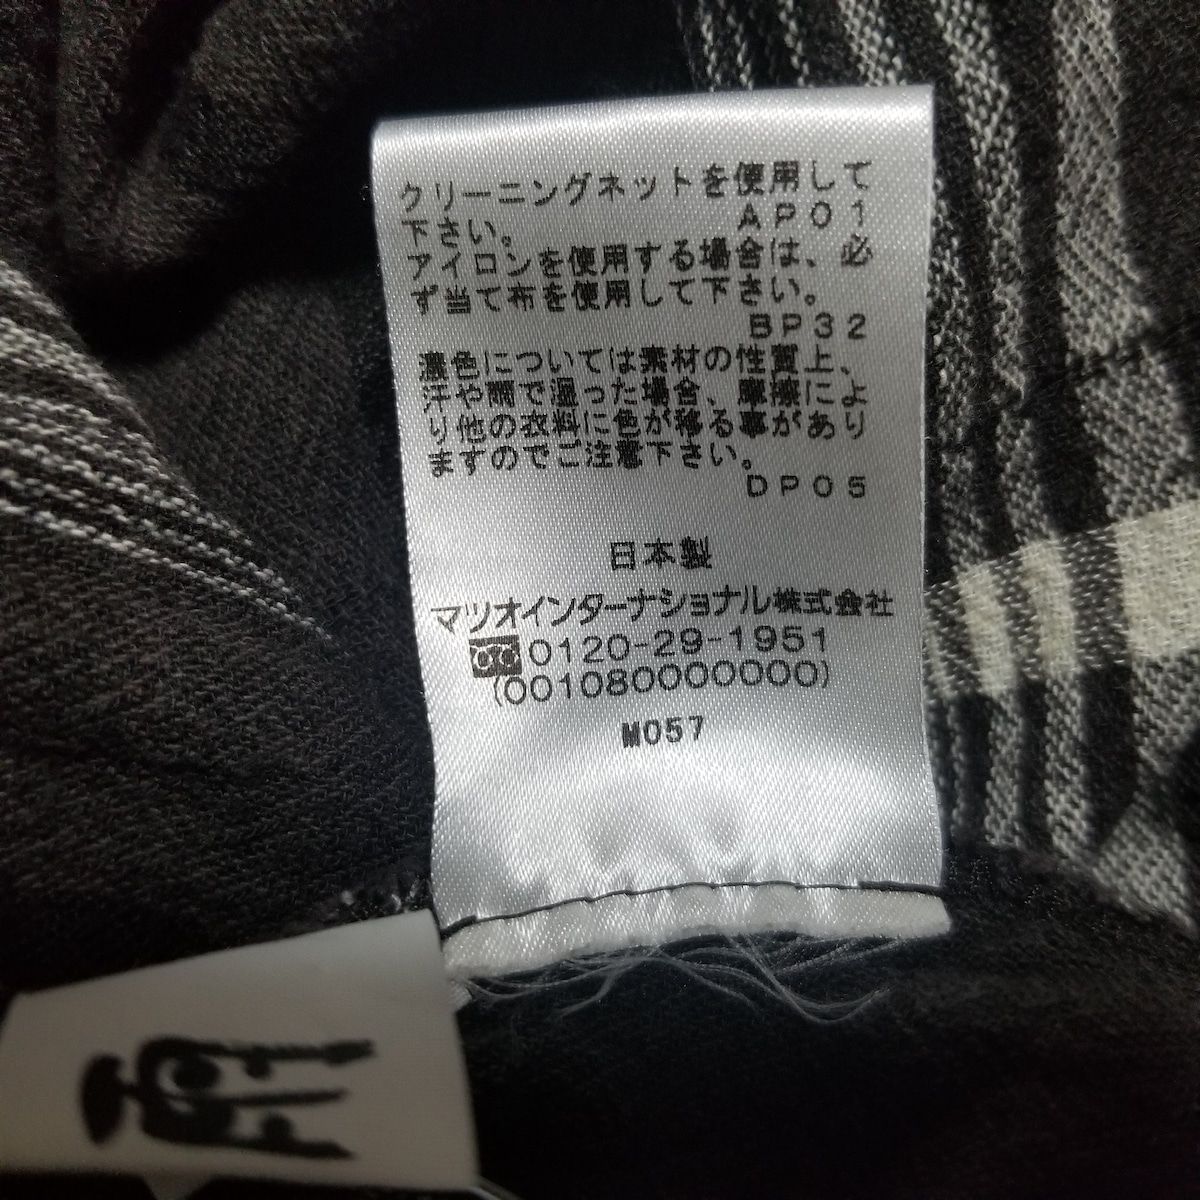 クリーニングネットを使用して
下さい。
AP01
アイロンを使用する場合は、必
ず当て布を使用して下さい。
BP32
濃色については素材の性質上、
汗や雨で湿った場合、摩擦によ
り他の衣料に色が移る事があり
ますのでご注意下さい。
DP05
日本製
マツオインターナショナル株式会社
0120-29-1951
(0010800000000)
M057